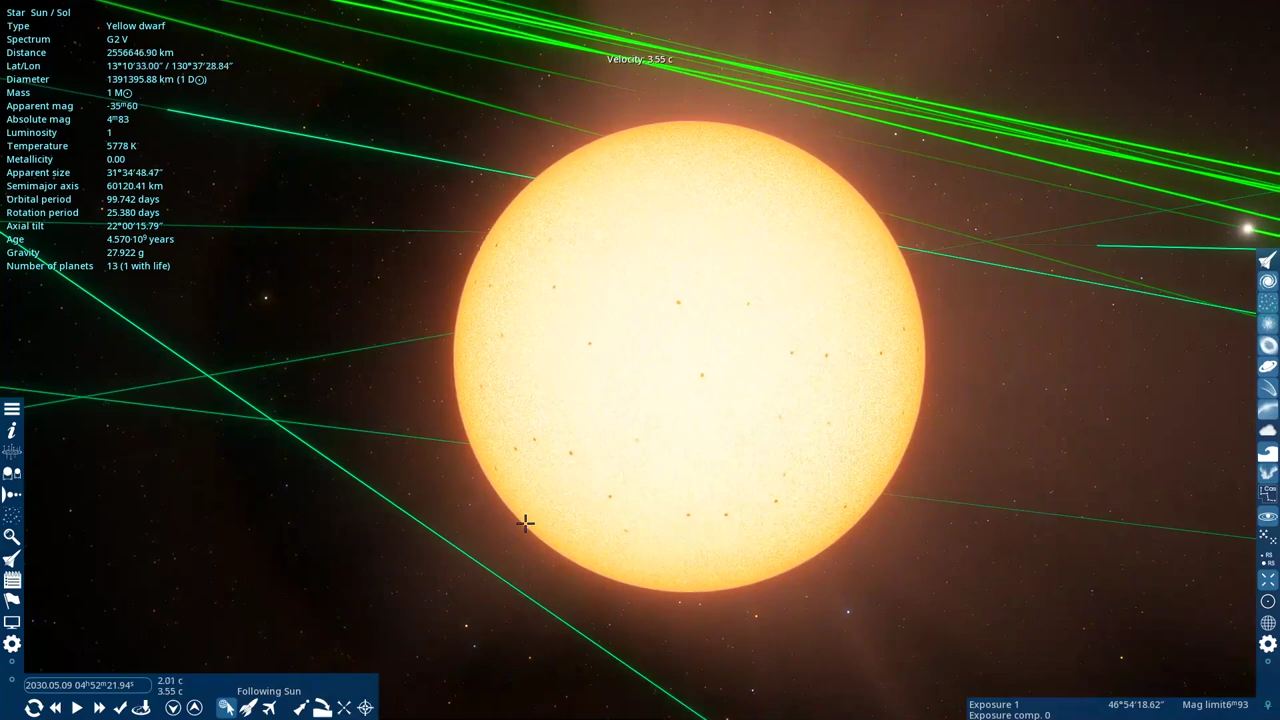 Star Sun / Sol
Type Yellow dwarf
Spectrum G2 V
Distance 2556646.90 km
Lat/Lon 13°10′33.00″ / 130°37′28.84″
Diameter 1391395.88 km (1 D☉)
Mass 1 M☉
Apparent mag -35ᵐ60
Absolute mag 4ᵐ83
Luminosity 1
Temperature 5778 K
Metallicity 0.00
Apparent size 31°34′48.47″
Semimajor axis 60120.41 km
Orbital period 99.742 days
Rotation period 25.380 days
Axial tilt 22°00′15.79″
Age 4.570·10⁹ years
Gravity 27.922 g
Number of planets 13 (1 with life)
Velocity: 3.55 c
RS
RS
2030.05.09 04ʰ52ᵐ21.94ˢ
2.01 c
3.55 c
Following Sun
Exposure 1 46°54′18.62″ Mag limit6ᵐ93
Exposure comp. 0